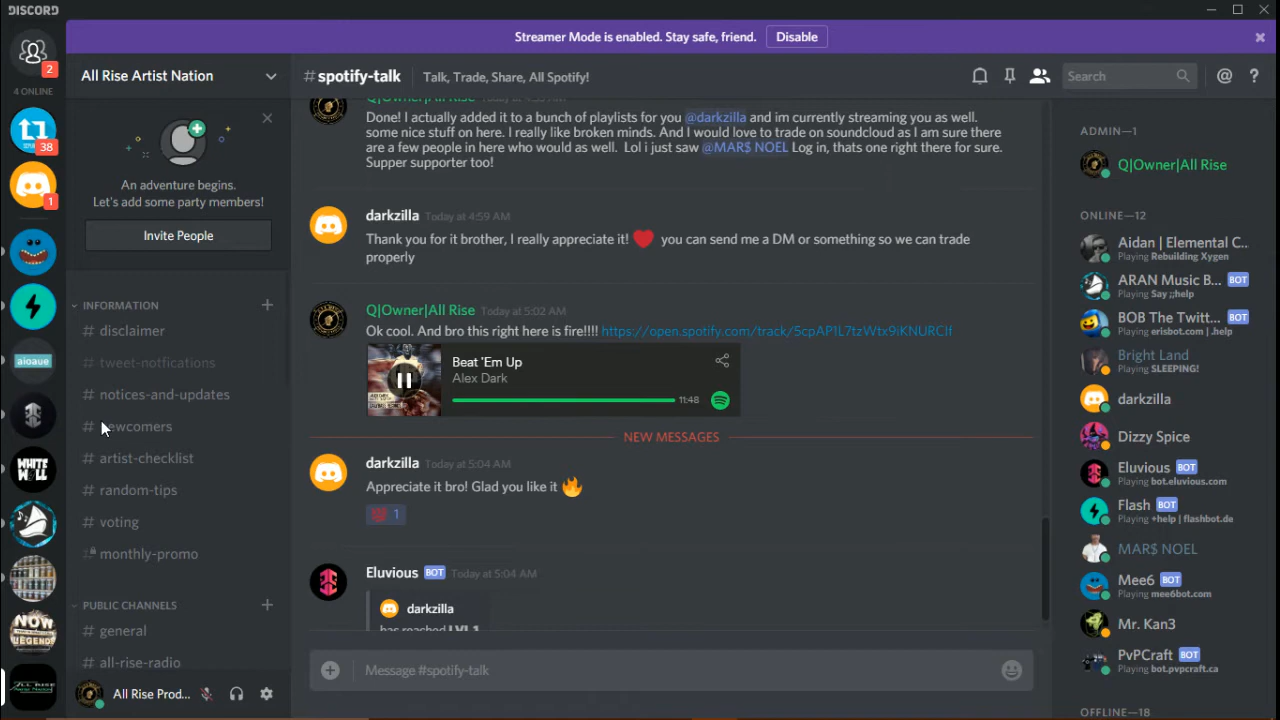 DISCORD
Streamer Mode is enabled. Stay safe, friend.
Disable
2
4 ONLINE
38
1
aioaue
WHITE
NOW
LEGENDS
All Rise Artist Nation
An adventure begins.
Let's add some party members!
Invite People
INFORMATION
# disclaimer
# tweet-notfications
# notices-and-updates
# ewcomers
# artist-checklist
# random-tips
# voting
monthly-promo
PUBLIC CHANNELS
# general
# all-rise-radio
All Rise Prod...
# spotify-talk
Talk, Trade, Share, All Spotify!
Search
Q|Owner|All Rise
Done! I actually added it to a bunch of playlists for you @darkzilla and im currently streaming you as well.
some nice stuff on here. I really like broken minds. And I would love to trade on soundcloud as I am sure there
are a few people in here who would as well. Lol i just saw @MAR$ NOEL Log in, thats one right there for sure.
Supper supporter too!
darkzilla Today at 4:59 AM
Thank you for it brother, I really appreciate it! you can send me a DM or something so we can trade
properly
Q|Owner|All Rise Today at 5:02 AM
Ok cool. And bro this right here is fire!!!! https://open.spotify.com/track/5cpAP1L7tzWtx9iKNURCIf
Beat 'Em Up
Alex Dark
11:48
NEW MESSAGES
darkzilla Today at 5:04 AM
Appreciate it bro! Glad you like it
1
Eluvious BOT Today at 5:04 AM
darkzilla
has reached LVL1
Message #spotify-talk
ADMIN—1
Q|Owner|All Rise
ONLINE—12
Aidan | Elemental C...
Playing Rebuilding Xygen
ARAN Music B... BOT
Playing Say ;;help
BOB The Twitt... BOT
Playing erisbot.com | .help
Bright Land
Playing SLEEPING!
darkzilla
Dizzy Spice
Eluvious BOT
Playing bot.eluvious.com
Flash BOT
Playing +help | flashbot.de
MAR$ NOEL
Mee6 BOT
Playing mee6bot.com
Mr. Kan3
PvPCraft BOT
Playing bot.pvpcraft.ca
OFFLINE—18